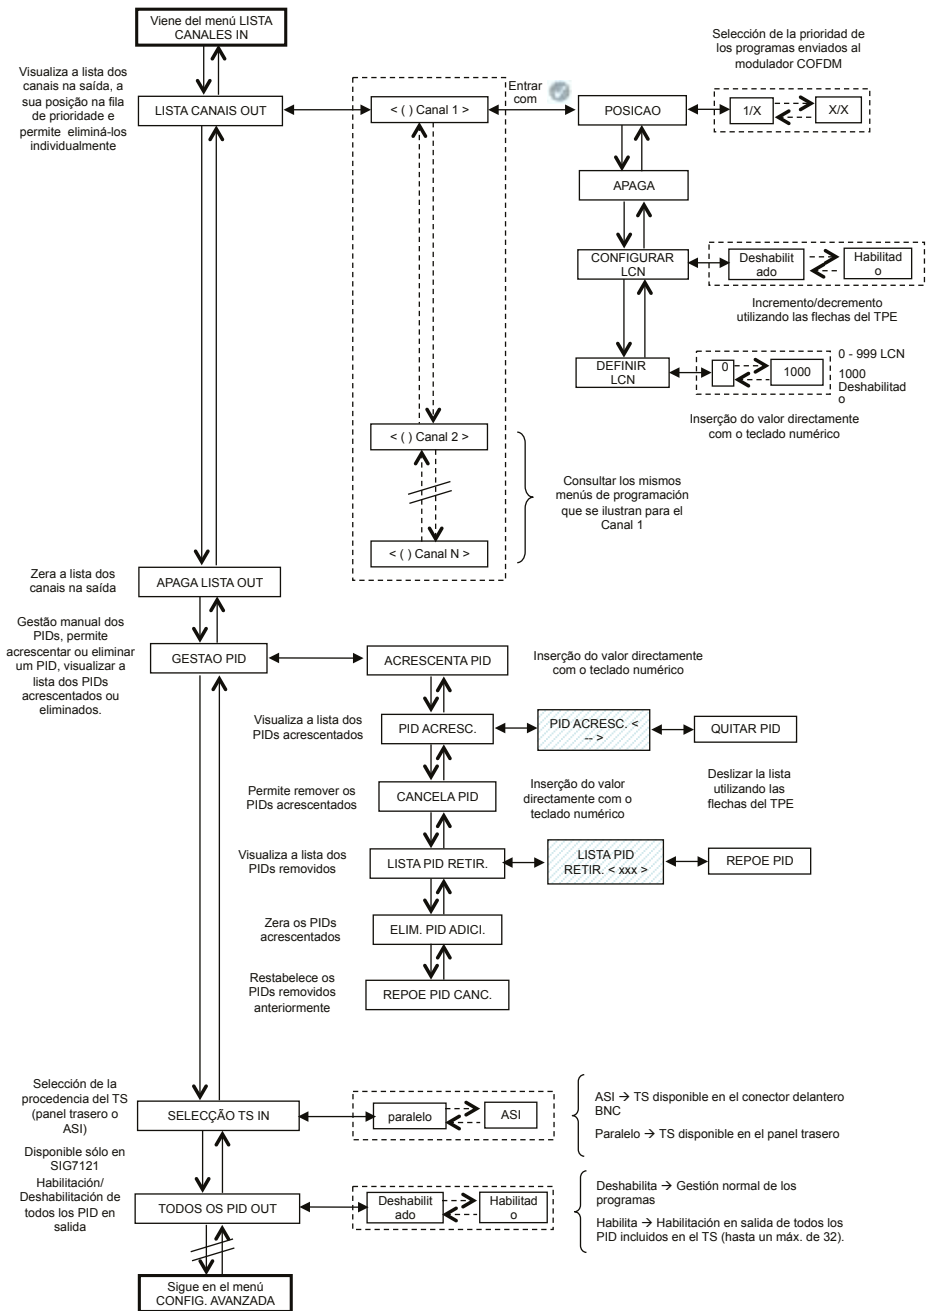 Viene del menú LISTA
CANALES IN
Selección de la prioridad de
los programas enviados al
modulador COFDM
Visualiza a lista dos
canais na saída, a
sua posição na fila
de prioridade e
permite eliminá-los
individualmente
LISTA CANAIS OUT
< ( ) Canal 1 >
Entrar
com
POSICAO
1/X
X/X
APAGA
CONFIGURAR
LCN
Deshabilit
ado
Habilitad
o
Incremento/decremento
utilizando las flechas del TPE
DEFINIR
LCN
0
1000
0 - 999 LCN
1000
Deshabilitad
o
Inserção do valor directamente
com o teclado numérico
< ( ) Canal 2 >
Consultar los mismos
menús de programación
que se ilustran para el
Canal 1
< ( ) Canal N >
Zera a lista dos
canais na saída
APAGA LISTA OUT
Gestão manual dos
PIDs, permite
acrescentar ou eliminar
um PID, visualizar a
lista dos PIDs
acrescentados ou
eliminados.
GESTAO PID
ACRESCENTA PID
Inserção do valor directamente
com o teclado numérico
Visualiza a lista dos
PIDs acrescentados
PID ACRESC.
PID ACRESC. <
-- >
QUITAR PID
Permite remover os
PIDs acrescentados
CANCELA PID
Inserção do valor
directamente com o
teclado numérico
Deslizar la lista
utilizando las
flechas del TPE
Visualiza a lista dos
PIDs removidos
LISTA PID RETIR.
LISTA PID
RETIR. < xxx >
REPOE PID
Zera os PIDs
acrescentados
ELIM. PID ADICI.
Restabelece os
PIDs removidos
anteriormente
REPOE PID CANC.
Selección de la
procedencia del TS
(panel trasero o
ASI)
Disponible sólo en
SIG7121
SELECÇÃO TS IN
paralelo
ASI
ASI → TS disponible en el conector delantero
BNC
Paralelo → TS disponible en el panel trasero
Habilitación/
Deshabilitación de
todos los PID en
salida
TODOS OS PID OUT
Deshabilit
ado
Habilitad
o
Deshabilita → Gestión normal de los
programas
Habilita → Habilitación en salida de todos los
PID incluidos en el TS (hasta un máx. de 32).
Sigue en el menú
CONFIG. AVANZADA